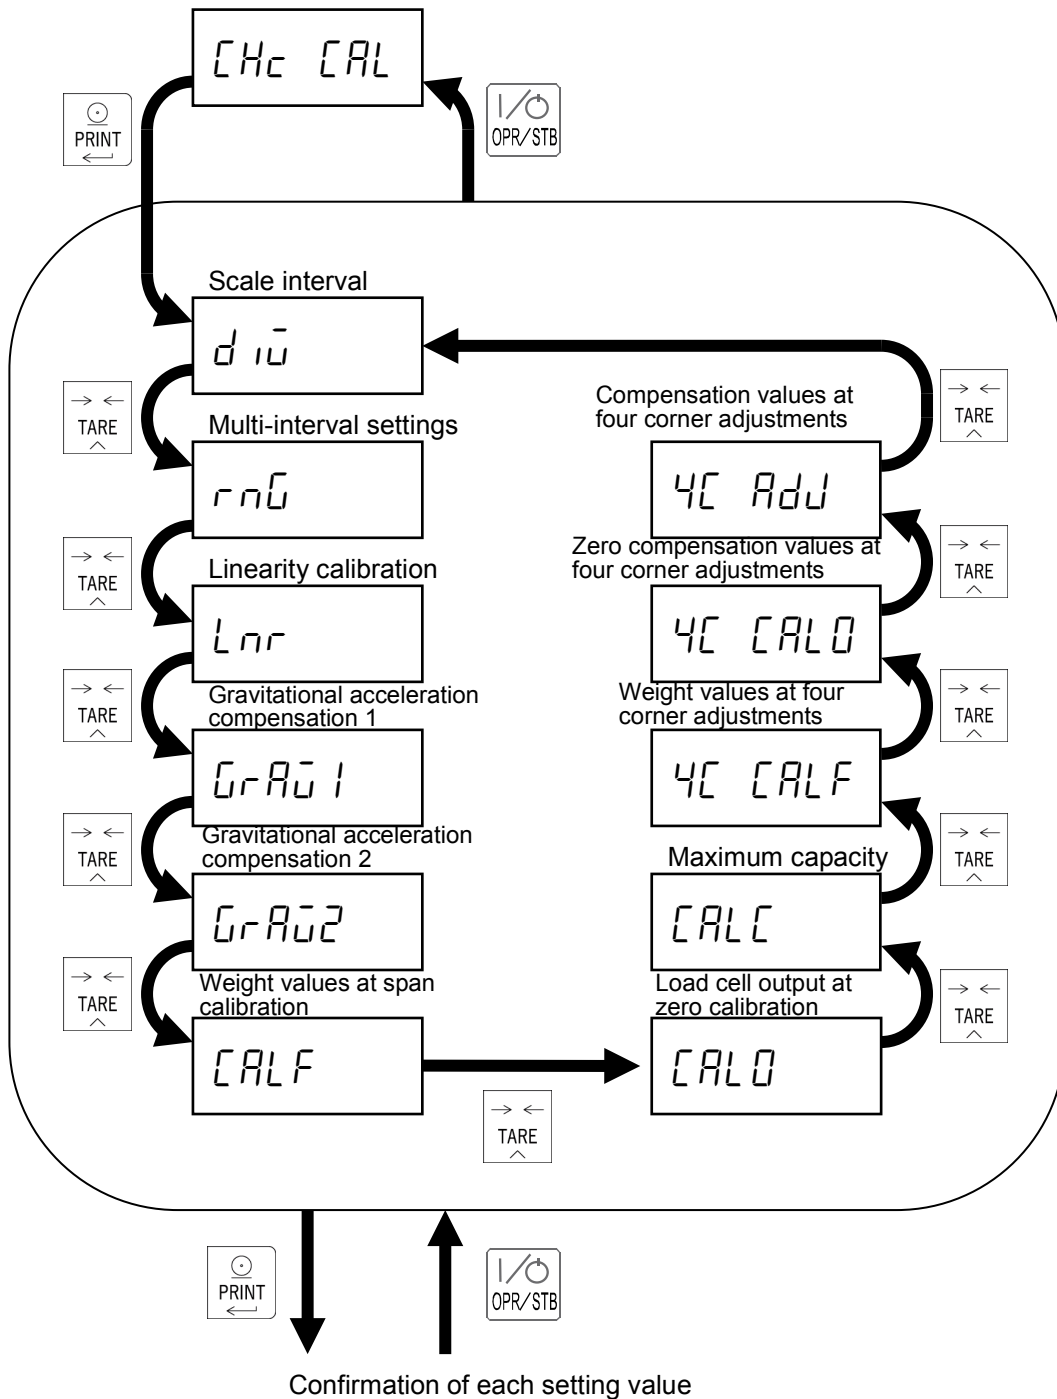 CHc CAL
PRINT
I/
OPR/STB
Scale interval
div
TARE
Multi-interval settings
rnG
TARE
Linearity calibration
Lnr
TARE
Gravitational acceleration
compensation 1
GrAv1
TARE
Gravitational acceleration
compensation 2
GrAv2
TARE
Weight values at span
calibration
CALF
TARE
Load cell output at
zero calibration
CAL0
TARE
Maximum capacity
CALC
TARE
Weight values at four
corner adjustments
4C CALF
TARE
Zero compensation values at
four corner adjustments
4C CAL0
TARE
Compensation values at
four corner adjustments
4C AdJ
TARE
PRINT
I/
OPR/STB
Confirmation of each setting value